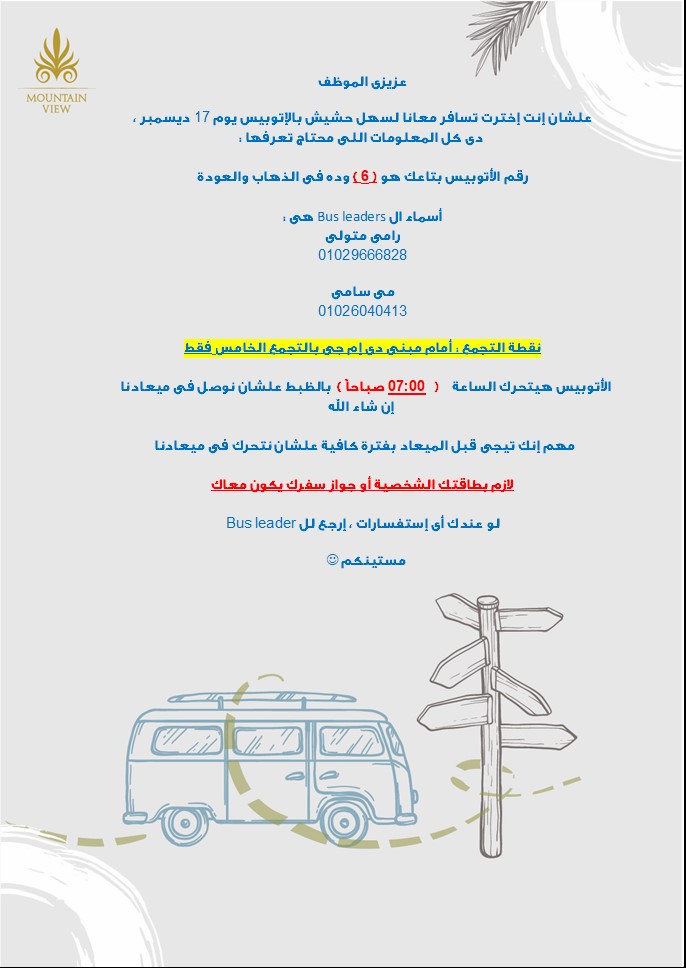 MOUNTAIN
VIEW
عزيزى الموظف
علشان إنت إخترت تسافر معانا لسهل حشيش بالإتوبيس يوم 17 ديسمبر ،
دى كل المعلومات اللى محتاج تعرفها :
رقم الأتوبيس بتاعك هو ( 6 ) وده فى الذهاب والعودة
أسماء ال Bus leaders هى :
رامى متولى
01029666828
مى سامى
01026040413
نقطة التجمع : أمام مبنى دى إم جى بالتجمع الخامس فقط
الأتوبيس هيتحرك الساعة ( 07:00 صباحاً ) بالظبط علشان نوصل فى ميعادنا
إن شاء الله
مهم إنك تيجى قبل الميعاد بفترة كافية علشان نتحرك فى ميعادنا
لازم بطاقتك الشخصية أو جواز سفرك يكون معاك
لو عندك أى إستفسارات ، إرجع لل Bus leader
مستينكم ☺